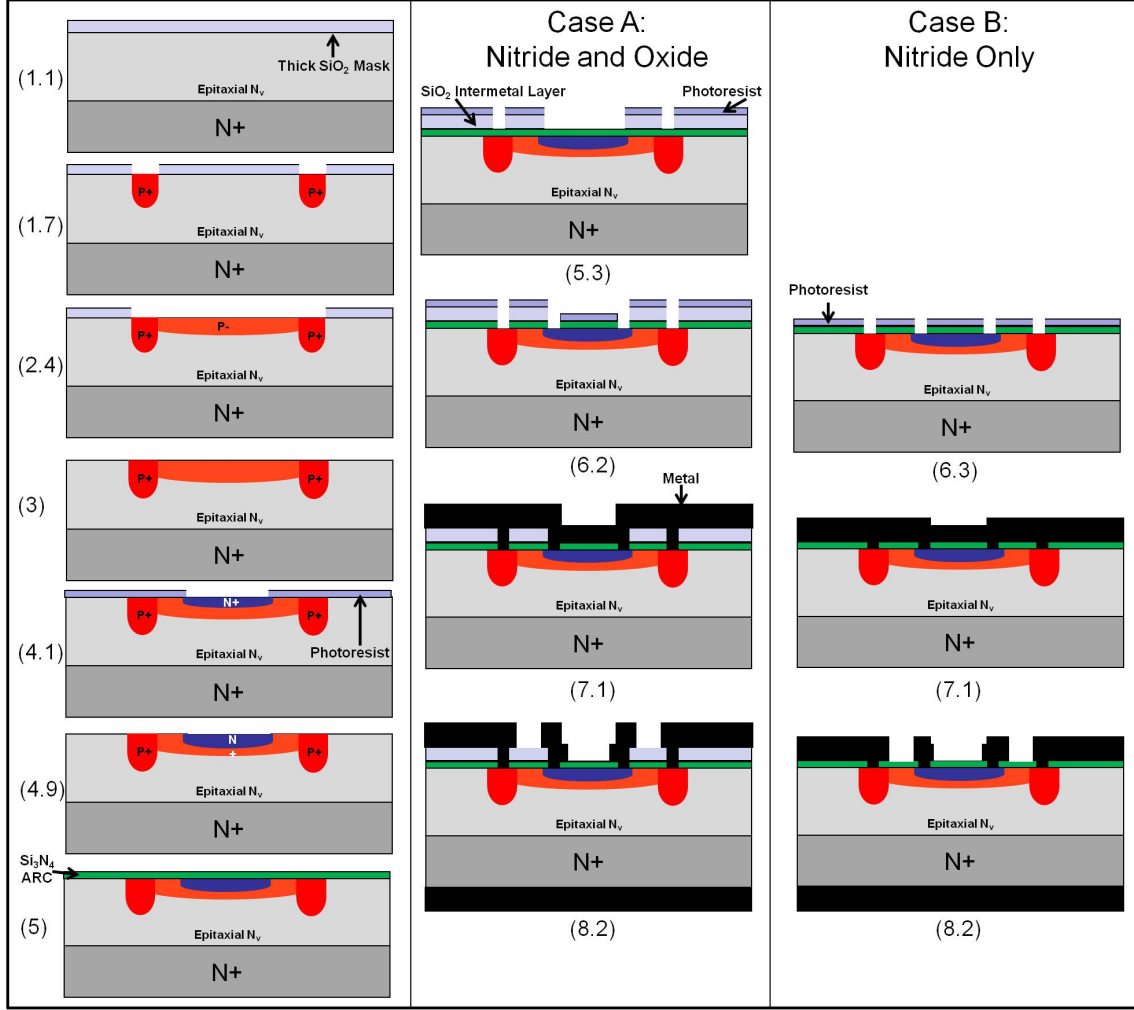 Thick SiO₂ Mask
(1.1)
Epitaxial Nᵥ
N+
P+ P+
(1.7)
Epitaxial Nᵥ
N+
P-
P+ P+
(2.4)
Epitaxial Nᵥ
N+
P+ P+
(3)
Epitaxial Nᵥ
N+
N+
P+ P+
(4.1)
Epitaxial Nᵥ
Photoresist
N+
N
+
P+ P+
(4.9)
Epitaxial Nᵥ
N+
Si₃N₄
ARC
(5)
Epitaxial Nᵥ
N+
Case A:
Nitride and Oxide
SiO₂ Intermetal Layer
Photoresist
Epitaxial Nᵥ
N+
(5.3)
Epitaxial Nᵥ
N+
(6.2)
Metal
Epitaxial Nᵥ
N+
(7.1)
Epitaxial Nᵥ
N+
(8.2)
Case B:
Nitride Only
Photoresist
Epitaxial Nᵥ
N+
(6.3)
Epitaxial Nᵥ
N+
(7.1)
Epitaxial Nᵥ
N+
(8.2)